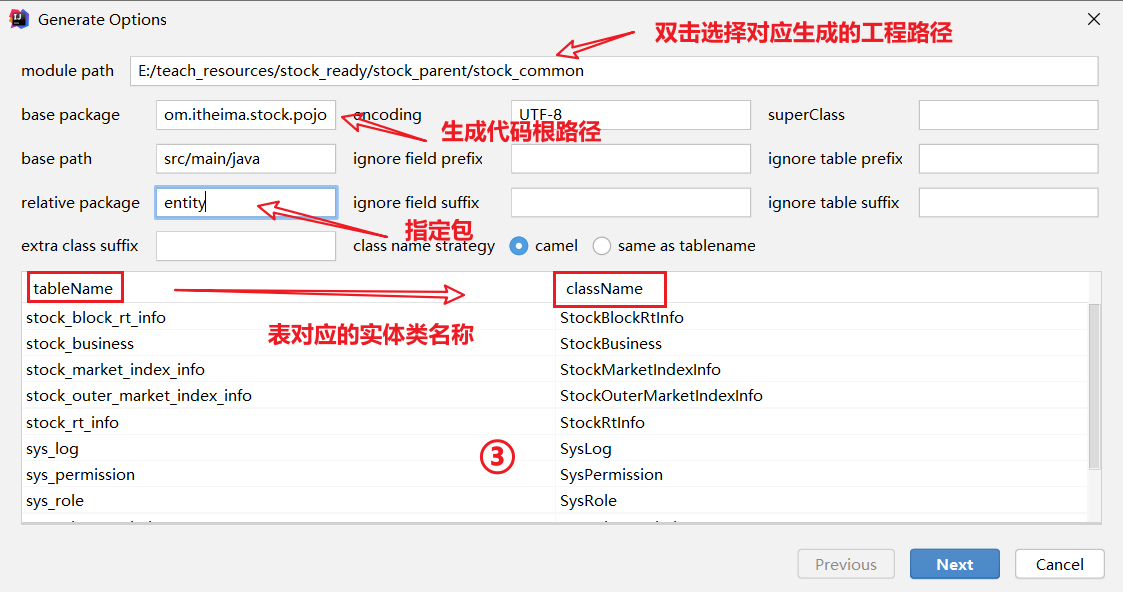 Generate Options
双击选择对应生成的工程路径
module path E:/teach_resources/stock_ready/stock_parent/stock_common
base package om.itheima.stock.pojo encoding UTF-8 superClass
生成代码根路径
base path src/main/java ignore field prefix ignore table prefix
relative package entity ignore field suffix ignore table suffix
指定包
extra class suffix class name strategy camel same as tablename
tableName className
表对应的实体类名称
stock_block_rt_info StockBlockRtInfo
stock_business StockBusiness
stock_market_index_info StockMarketIndexInfo
stock_outer_market_index_info StockOuterMarketIndexInfo
stock_rt_info StockRtInfo
sys_log SysLog
③
sys_permission SysPermission
sys_role SysRole
Previous Next Cancel